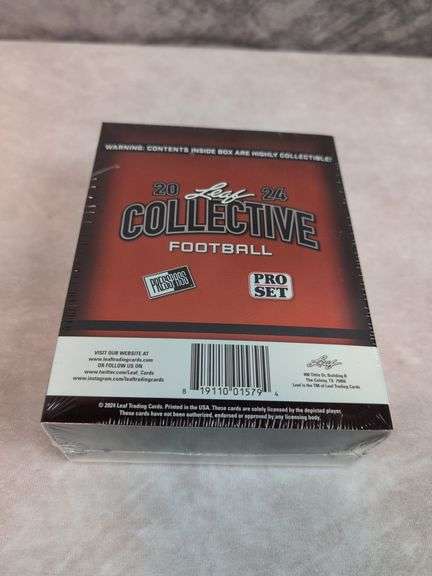 WARNING: CONTENTS INSIDE BOX ARE HIGHLY COLLECTIBLE!
20 Leaf 24
COLLECTIVE
FOOTBALL
PRESS PASS
PRO
SET
VISIT OUR WEBSITE AT
www.leaftradingcards.com
OR FOLLOW US ON
www.twitter.com/Leaf_Cards
www.instagram.com/leaftradingcards
8 19110 01579 4
Leaf
The Colony, TX 75056
Leaf is the TM of Leaf Trading Cards.
© 2024 Leaf Trading Cards. Printed in the USA. These cards are solely licensed by the depicted player.
These cards have not been authorized, endorsed or approved by any licensing body.